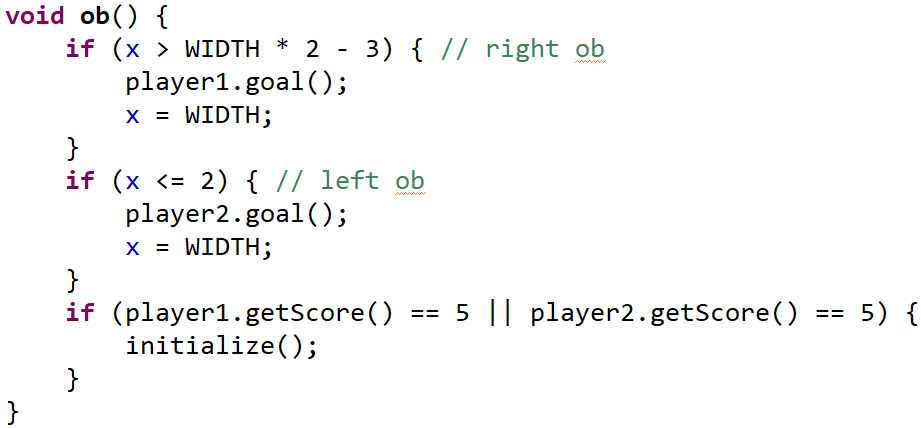 void ob() {
    if (x > WIDTH * 2 - 3) { // right ob
        player1.goal();
        x = WIDTH;
    }
    if (x <= 2) { // left ob
        player2.goal();
        x = WIDTH;
    }
    if (player1.getScore() == 5 || player2.getScore() == 5) {
        initialize();
    }
}